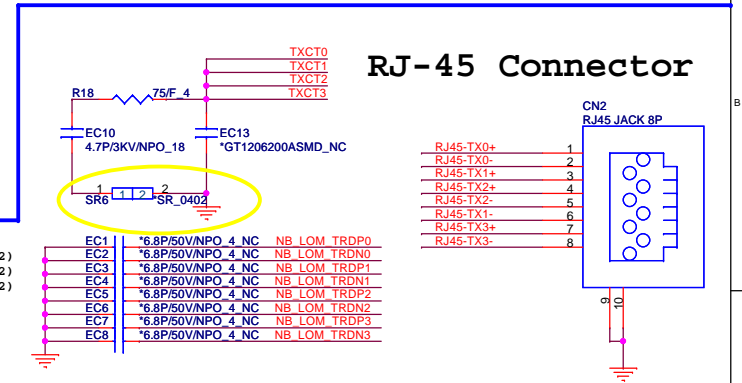 TXCT0
TXCT1
TXCT2
TXCT3
RJ-45 Connector
R18 75/F_4
B
CN2
RJ45 JACK 8P
EC10
4.7P/3KV/NPO_18
EC13
*GT1206200ASMD_NC
RJ45-TX0+ 1
RJ45-TX0- 2
RJ45-TX1+ 3
RJ45-TX2+ 4
RJ45-TX2- 5
RJ45-TX1- 6
RJ45-TX3+ 7
RJ45-TX3- 8
1 2
SR6 1 2 *SR_0402
EC1 *6.8P/50V/NPO_4_NC NB_LOM_TRDP0
EC2 *6.8P/50V/NPO_4_NC NB_LOM_TRDN0
EC3 *6.8P/50V/NPO_4_NC NB_LOM_TRDP1
EC4 *6.8P/50V/NPO_4_NC NB_LOM_TRDN1
EC5 *6.8P/50V/NPO_4_NC NB_LOM_TRDP2
EC6 *6.8P/50V/NPO_4_NC NB_LOM_TRDN2
EC7 *6.8P/50V/NPO_4_NC NB_LOM_TRDP3
EC8 *6.8P/50V/NPO_4_NC NB_LOM_TRDN3
2)
2)
2)
9 10